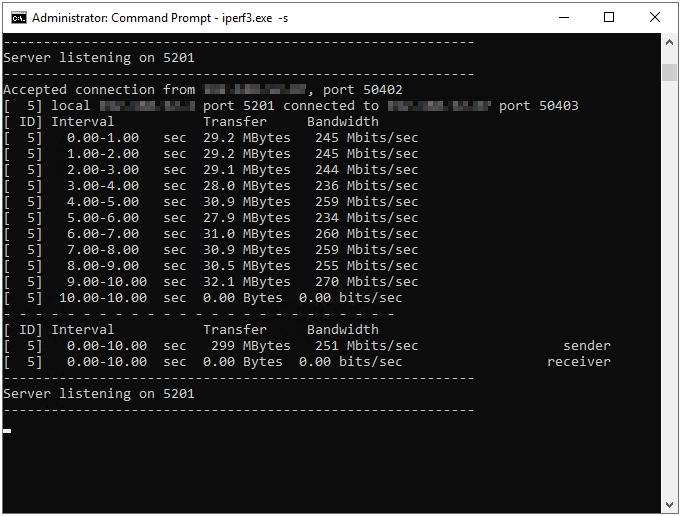 Administrator: Command Prompt - iperf3.exe -s
-----------------------------------------------------------
Server listening on 5201
-----------------------------------------------------------
Accepted connection from , port 50402
[  5] local port 5201 connected to port 50403
[ ID] Interval           Transfer     Bandwidth
[  5]   0.00-1.00   sec  29.2 MBytes   245 Mbits/sec
[  5]   1.00-2.00   sec  29.2 MBytes   245 Mbits/sec
[  5]   2.00-3.00   sec  29.1 MBytes   244 Mbits/sec
[  5]   3.00-4.00   sec  28.0 MBytes   236 Mbits/sec
[  5]   4.00-5.00   sec  30.9 MBytes   259 Mbits/sec
[  5]   5.00-6.00   sec  27.9 MBytes   234 Mbits/sec
[  5]   6.00-7.00   sec  31.0 MBytes   260 Mbits/sec
[  5]   7.00-8.00   sec  30.9 MBytes   259 Mbits/sec
[  5]   8.00-9.00   sec  30.5 MBytes   255 Mbits/sec
[  5]   9.00-10.00  sec  32.1 MBytes   270 Mbits/sec
[  5]  10.00-10.00  sec  0.00 Bytes  0.00 bits/sec
- - - - - - - - - - - - - - - - - - - - - - - - -
[ ID] Interval           Transfer     Bandwidth
[  5]   0.00-10.00  sec   299 MBytes   251 Mbits/sec                  sender
[  5]   0.00-10.00  sec  0.00 Bytes  0.00 bits/sec                  receiver
-----------------------------------------------------------
Server listening on 5201
-----------------------------------------------------------